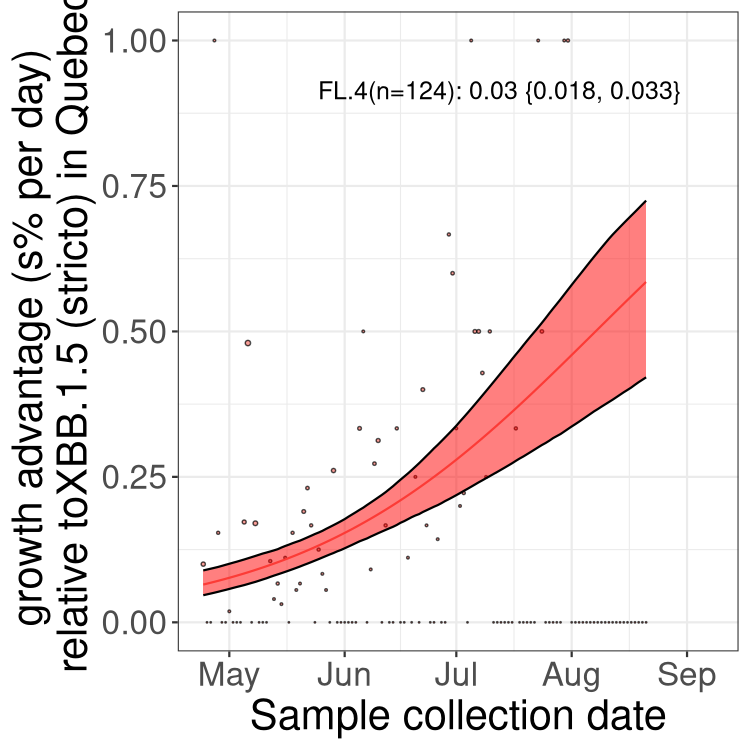 growth advantage (s% per day)
relative toXBB.1.5 (stricto) in Quebec
1.00
0.75
0.50
0.25
0.00
FL.4(n=124): 0.03 {0.018, 0.033}
May Jun Jul Aug Sep
Sample collection date